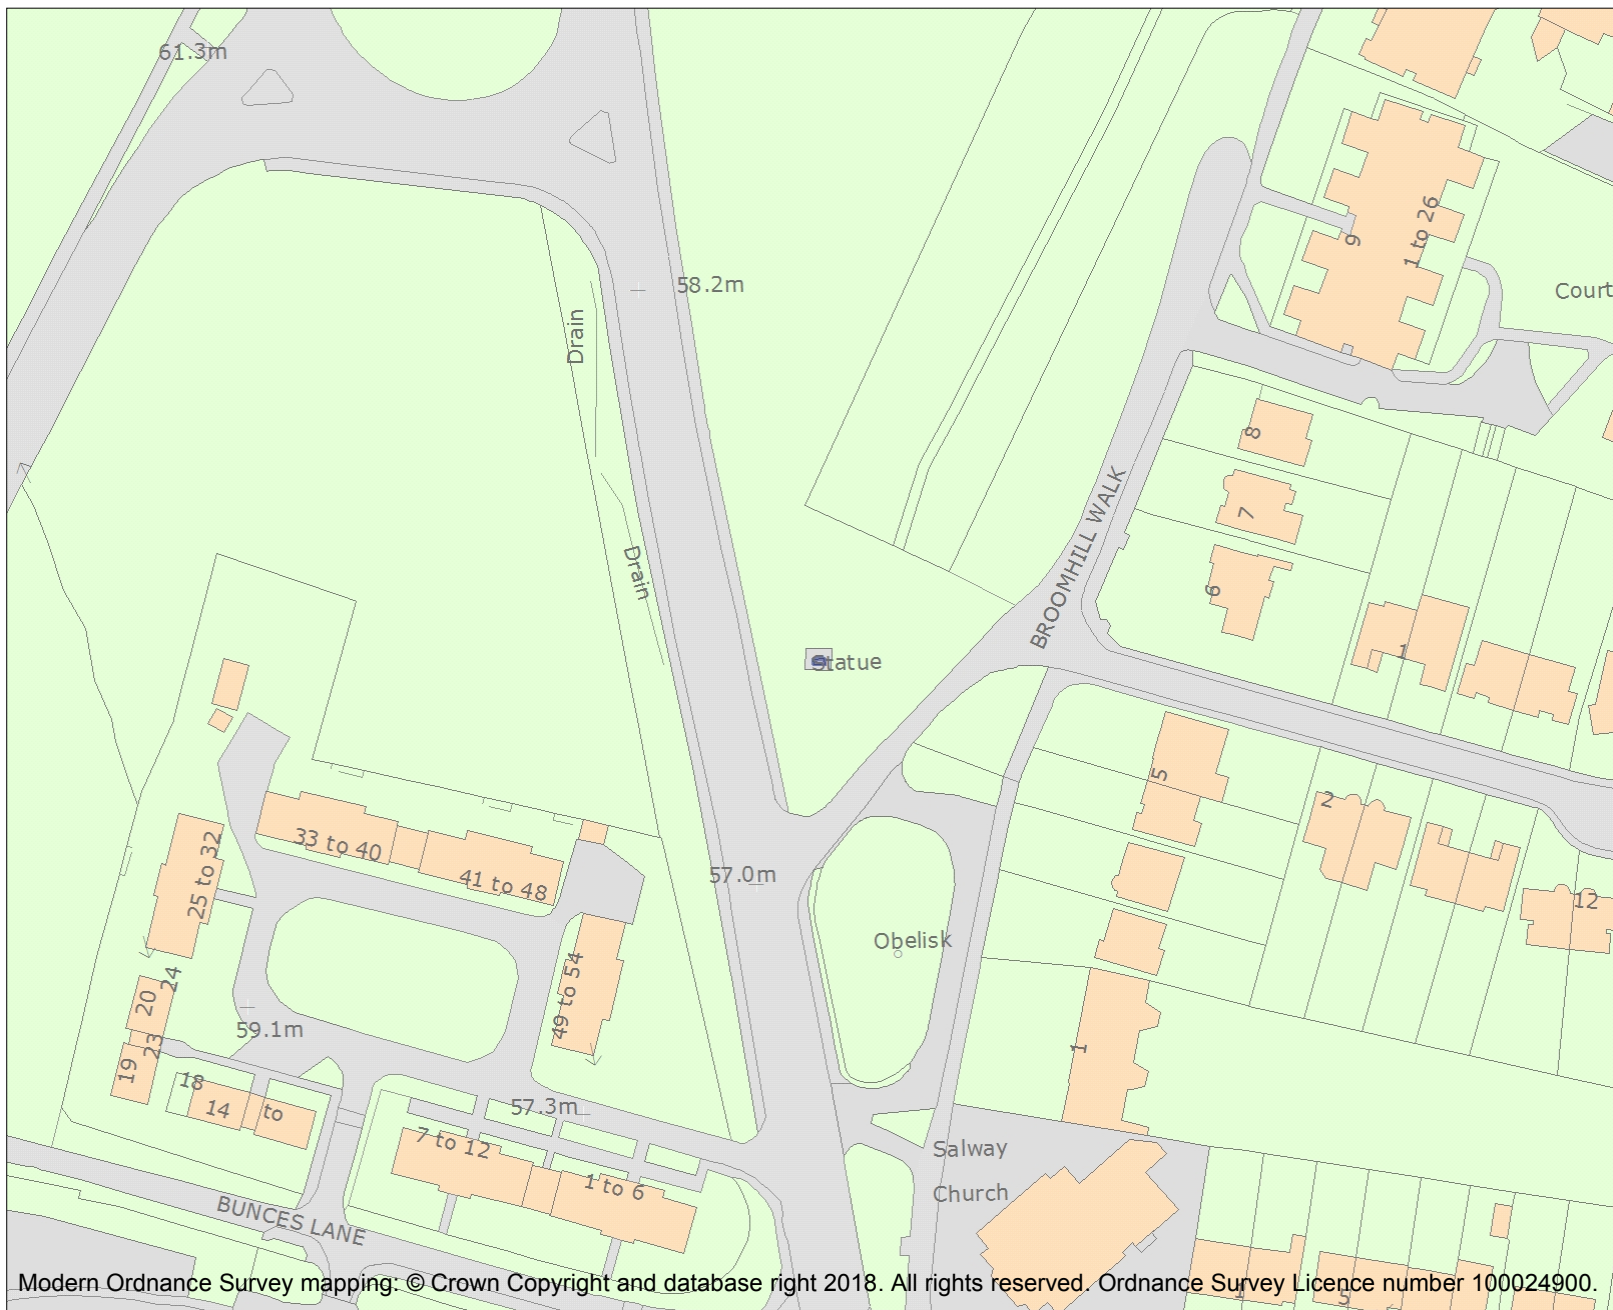 61.3m
9
1 to 26
Court
58.2m
Drain
8
BROOMHILL WALK
7
Drain
6
1
Statue
5
2
33 to 40
25 to 32
41 to 48
57.0m
12
Obelisk
24
49 to 54
20
59.1m
23
19
1
18
14
to
57.3m
7 to 12
Salway
Church
1 to 6
BUNCES LANE
Modern Ordnance Survey mapping: © Crown Copyright and database right 2018. All rights reserved. Ordnance Survey Licence number 100024900.
1
5